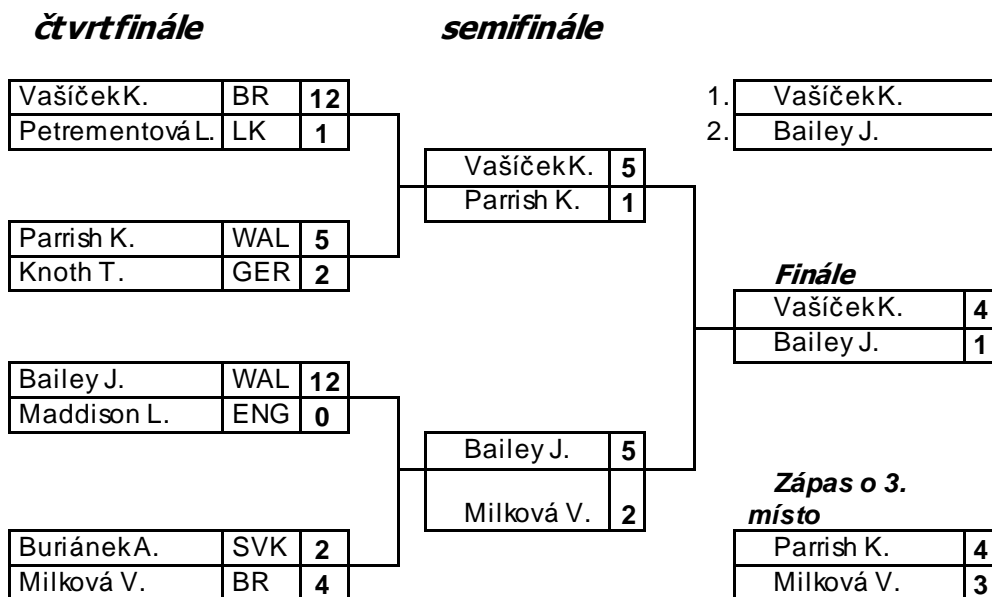 čtvrtfinále semifinále
Vašíček K. BR 12
Petrementová L. LK 1
Parrish K. WAL 5
Knoth T. GER 2
Bailey J. WAL 12
Maddison L. ENG 0
Buriánek A. SVK 2
Milková V. BR 4
Vašíček K. 5
Parrish K. 1
Bailey J. 5
Milková V. 2
1. Vašíček K.
2. Bailey J.
Finále
Vašíček K. 4
Bailey J. 1
Zápas o 3.
místo
Parrish K. 4
Milková V. 3